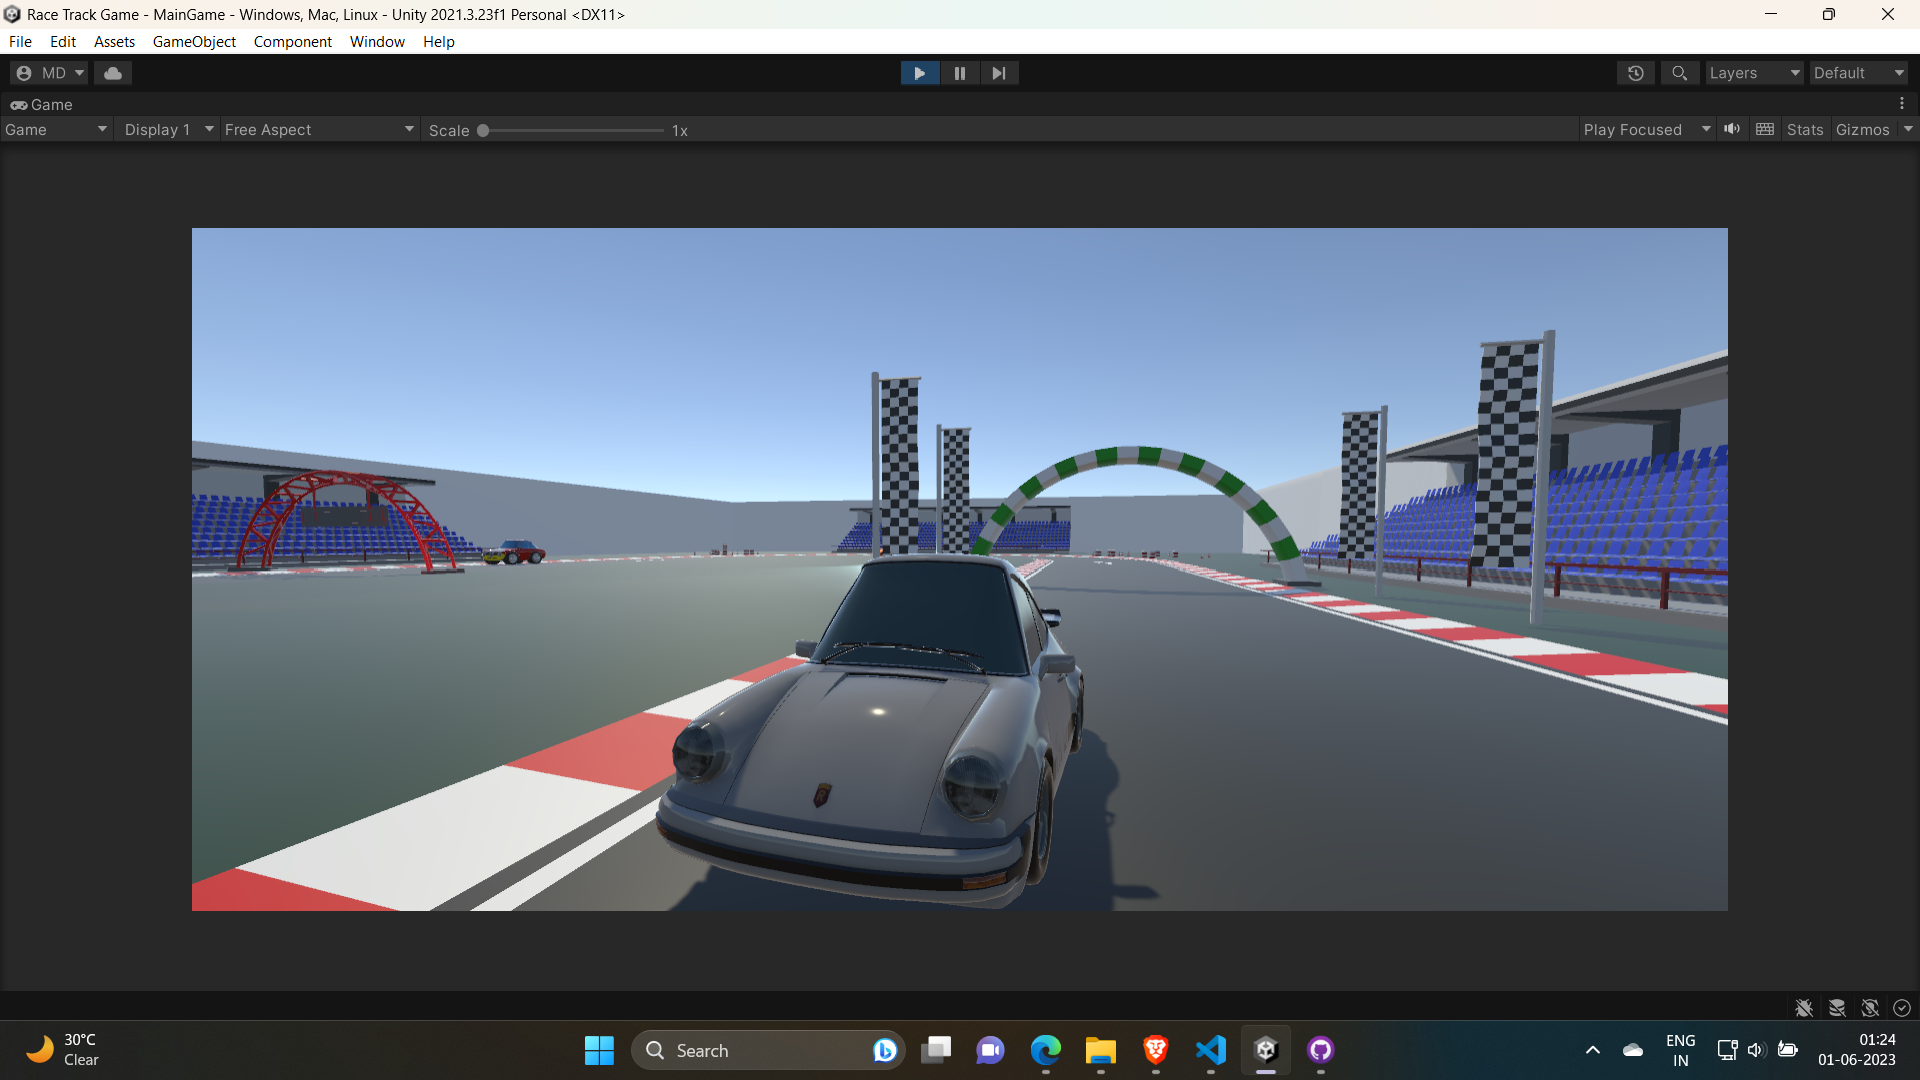 Race Track Game - MainGame - Windows, Mac, Linux - Unity 2021.3.23f1 Personal <DX11>
File Edit Assets GameObject Component Window Help
MD Layers Default
Game
Game Display 1 Free Aspect Scale 1x Play Focused Stats Gizmos
30°C
Clear
Search
ENG
IN
01:24
01-06-2023